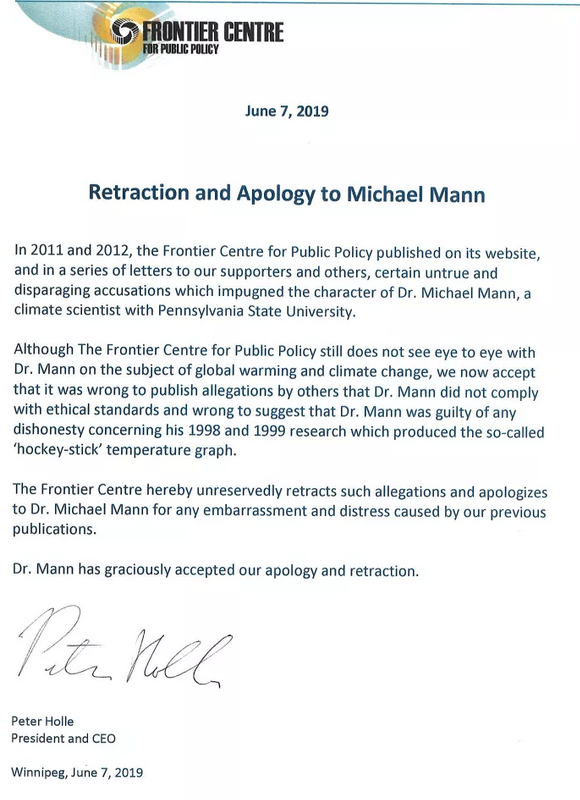 FRONTIER CENTRE
FOR PUBLIC POLICY
June 7, 2019
Retraction and Apology to Michael Mann
In 2011 and 2012, the Frontier Centre for Public Policy published on its website,
and in a series of letters to our supporters and others, certain untrue and
disparaging accusations which impugned the character of Dr. Michael Mann, a
climate scientist with Pennsylvania State University.
Although The Frontier Centre for Public Policy still does not see eye to eye with
Dr. Mann on the subject of global warming and climate change, we now accept
that it was wrong to publish allegations by others that Dr. Mann did not comply
with ethical standards and wrong to suggest that Dr. Mann was guilty of any
dishonesty concerning his 1998 and 1999 research which produced the so-called
‘hockey-stick’ temperature graph.
The Frontier Centre hereby unreservedly retracts such allegations and apologizes
to Dr. Michael Mann for any embarrassment and distress caused by our previous
publications.
Dr. Mann has graciously accepted our apology and retraction.
Peter Holle
Peter Holle
President and CEO
Winnipeg, June 7, 2019